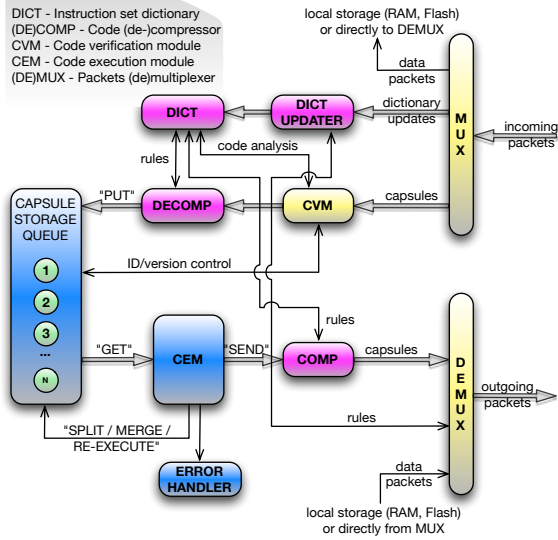 DICT - Instruction set dictionary
(DE)COMP - Code (de-)compressor
CVM - Code verification module
CEM - Code execution module
(DE)MUX - Packets (de)multiplexer
local storage (RAM, Flash)
or directly to DEMUX
data
packets
DICT
DICT
UPDATER
dictionary
updates
MUX
incoming
packets
rules
code analysis
CAPSULE
STORAGE
QUEUE
"PUT"
DECOMP
CVM
capsules
ID/version control
1
2
3
...
N
rules
"GET"
CEM
"SEND"
COMP
capsules
DEMUX
outgoing
packets
rules
"SPLIT / MERGE /
RE-EXECUTE"
ERROR
HANDLER
data
packets
local storage (RAM, Flash)
or directly from MUX